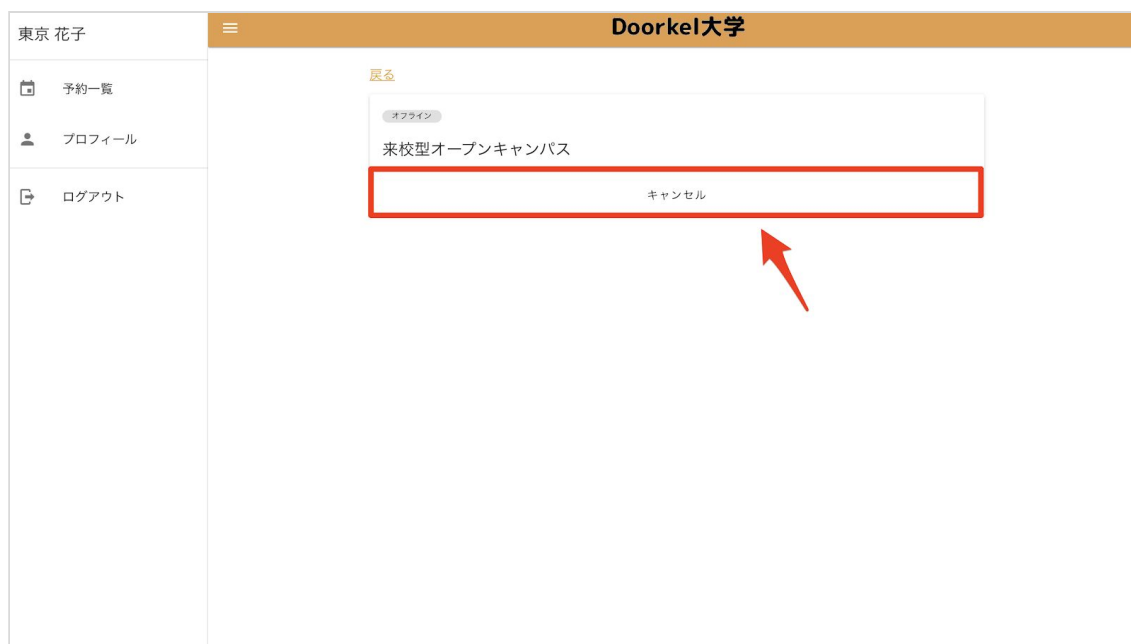 東京 花子
予約一覧
プロフィール
ログアウト
Doorkel大学
戻る
オフライン
来校型オープンキャンパス
キャンセル